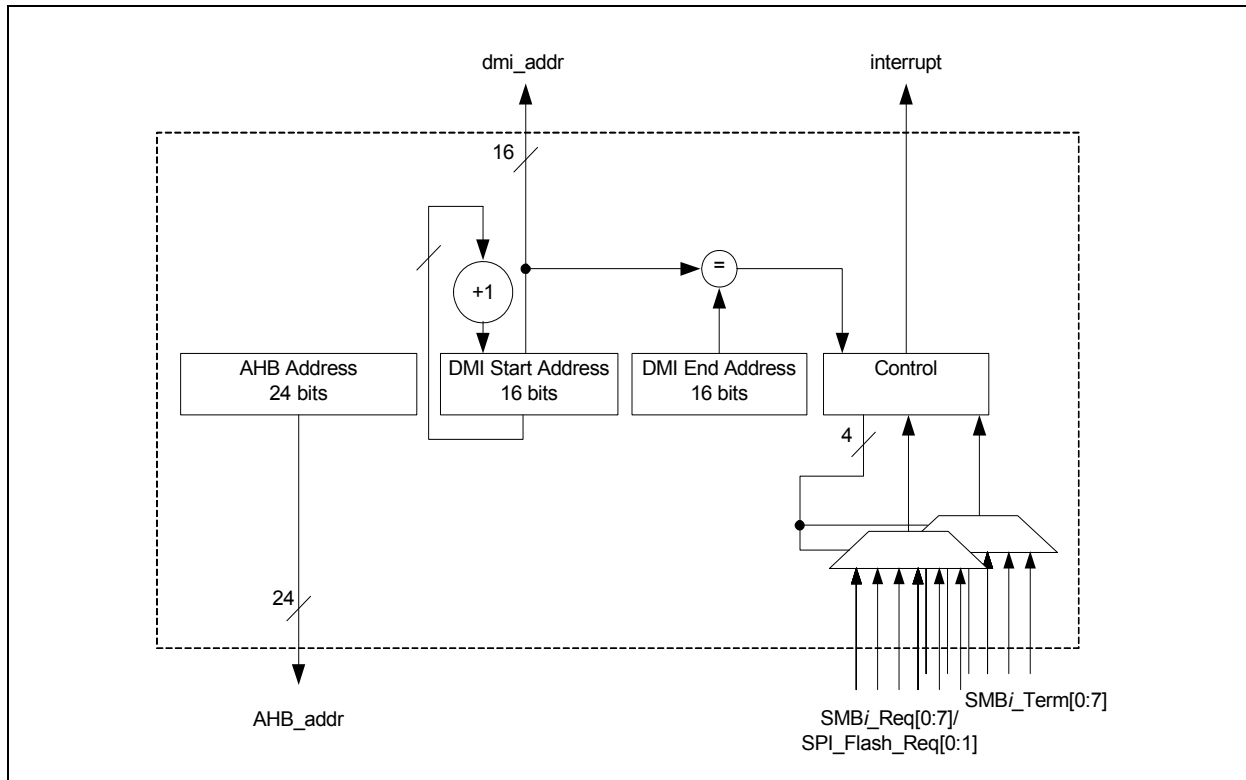 dmi_addr
interrupt
16
+1
=
AHB Address
24 bits
DMI Start Address
16 bits
DMI End Address
16 bits
Control
4
24
AHB_addr
SMBi_Req[0:7]/
SPI_Flash_Req[0:1]
SMBi_Term[0:7]